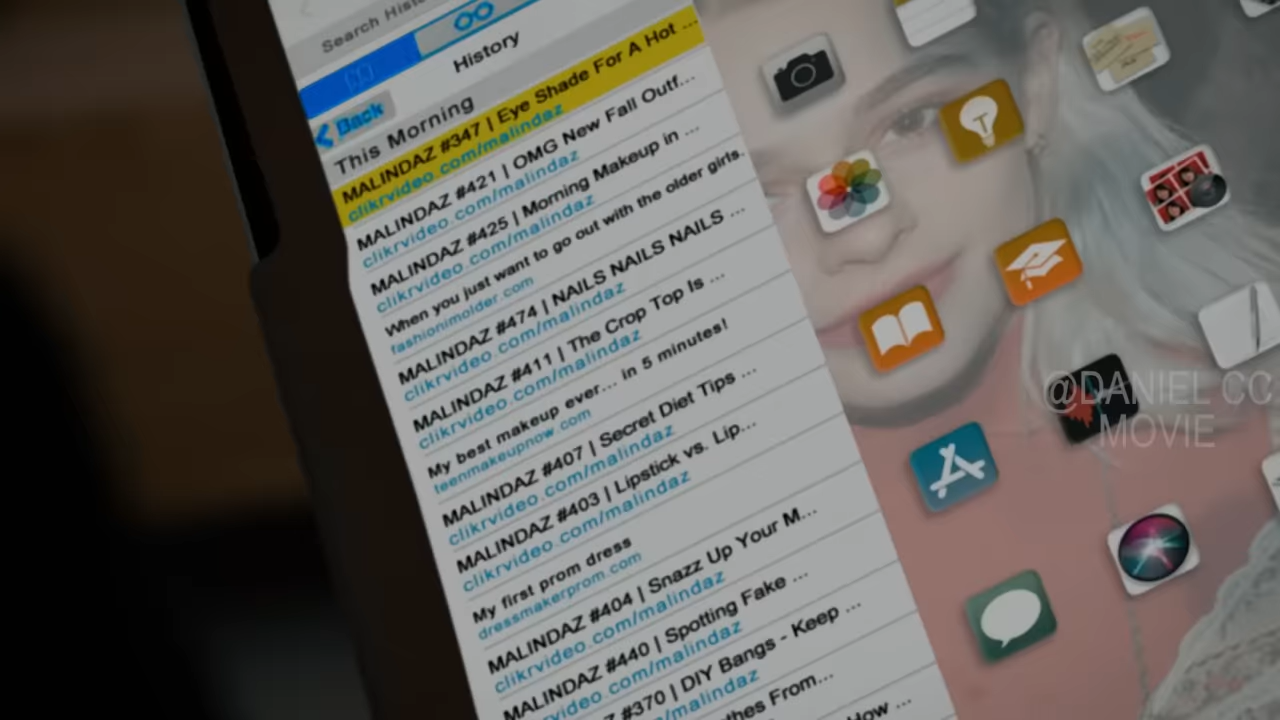 Search Histo
History
Back
This Morning
MALINDAZ #347 | Eye Shade For A Hot ...
clikrvideo.com/malindaz
MALINDAZ #421 | OMG New Fall Outf...
clikrvideo.com/malindaz
MALINDAZ #425 | Morning Makeup in ...
clikrvideo.com/malindaz
When you just want to go out with the older girls.
fashionimolder.com
MALINDAZ #474 | NAILS NAILS NAILS ...
clikrvideo.com/malindaz
MALINDAZ #411 | The Crop Top Is ...
clikrvideo.com/malindaz
My best makeup ever... in 5 minutes!
teenmakeupnow.com
MALINDAZ #407 | Secret Diet Tips ...
clikrvideo.com/malindaz
MALINDAZ #403 | Lipstick vs. Lip...
clikrvideo.com/malindaz
My first prom dress
dressmakerprom.com
MALINDAZ #404 | Snazz Up Your M...
clikrvideo.com/malindaz
MALINDAZ #440 | Spotting Fake ...
clikrvideo.com/malindaz
Z #370 | DIY Bangs - Keep ...
deo.com/malindaz
thes From...
How ...
@DANIEL CC
MOVIE